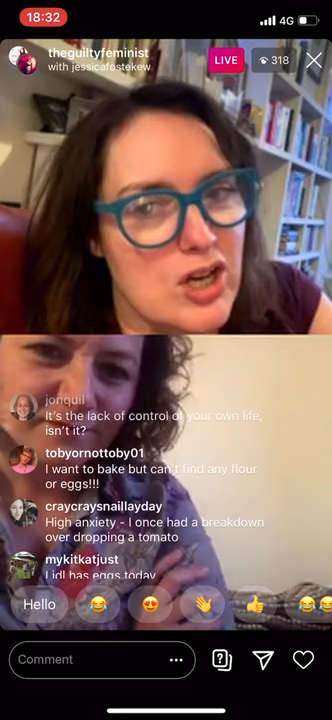 18:32
4G
theguiltyfeminist
with jessicafostekew
LIVE
318
jonquil
It's the lack of control of your own life,
isn't it?
tobyornottoby01
I want to bake but can't find any flour
or eggs!!!
craycraysnaillayday
High anxiety - I once had a breakdown
over dropping a tomato
mykitkatjust
Lidl has eggs today
Hello 😂 😍 👋 👍 😂😂
Comment